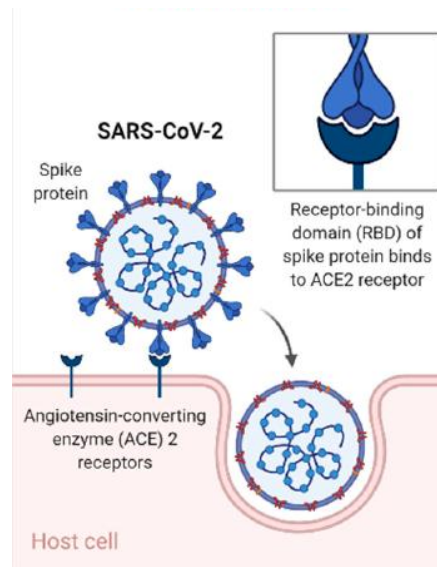 SARS-CoV-2
Spike
protein
Receptor-binding
domain (RBD) of
spike protein binds
to ACE2 receptor
Angiotensin-converting
enzyme (ACE) 2
receptors
Host cell